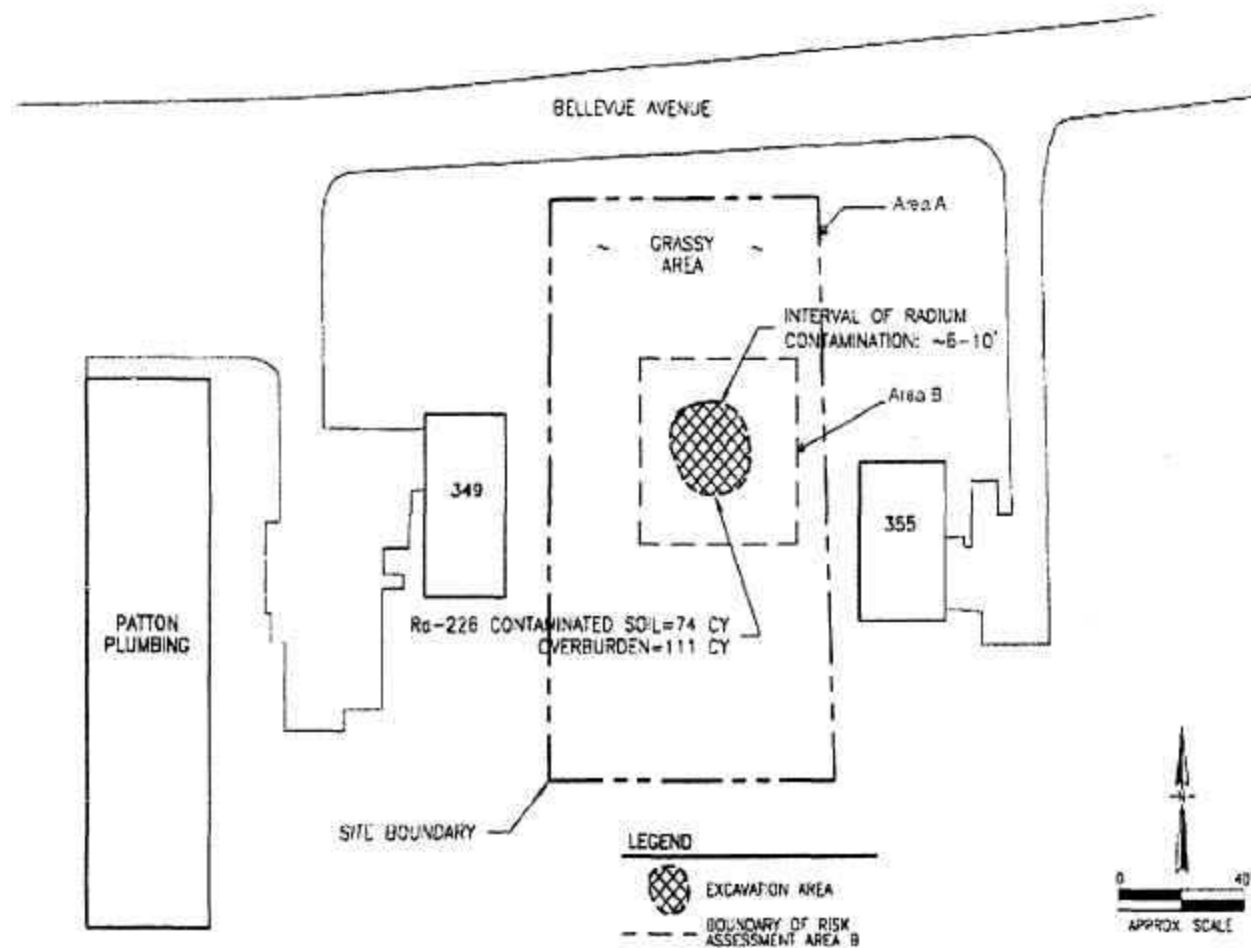 BELLEVUE AVENUE
Area A
~ GRASSY ~
AREA
INTERVAL OF RADIUM
CONTAMINATION: ~6-10'
Area B
349
355
Ra-226 CONTAMINATED SOIL=74 CY
OVERBURDEN=111 CY
PATTON
PLUMBING
SITE BOUNDARY
LEGEND
EXCAVATION AREA
BOUNDARY OF RISK
ASSESSMENT AREA B
0 40
APPROX. SCALE